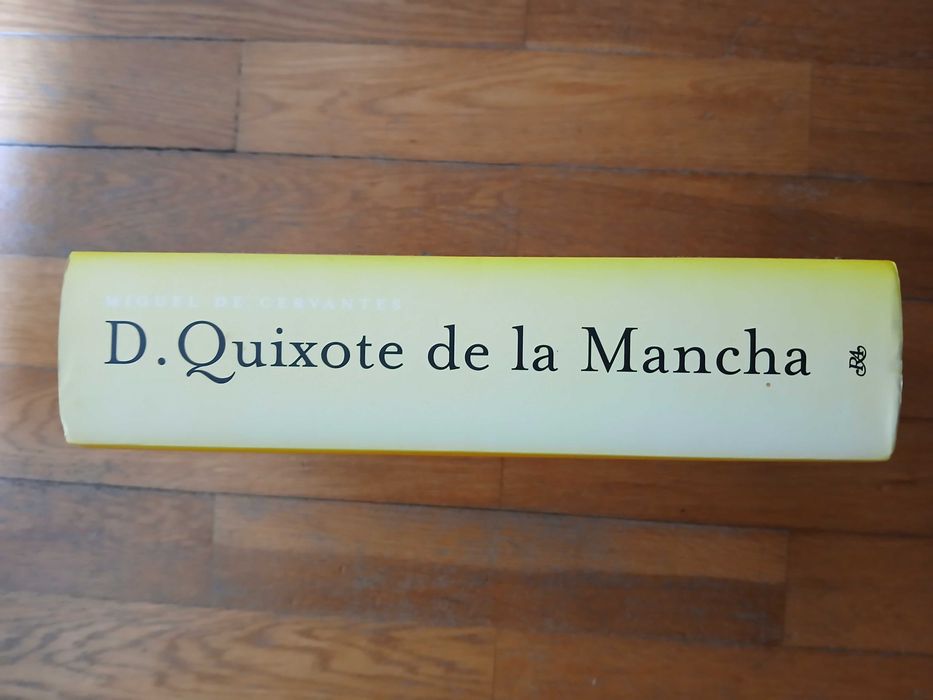 MIGUEL DE CERVANTES
D. Quixote de la Mancha